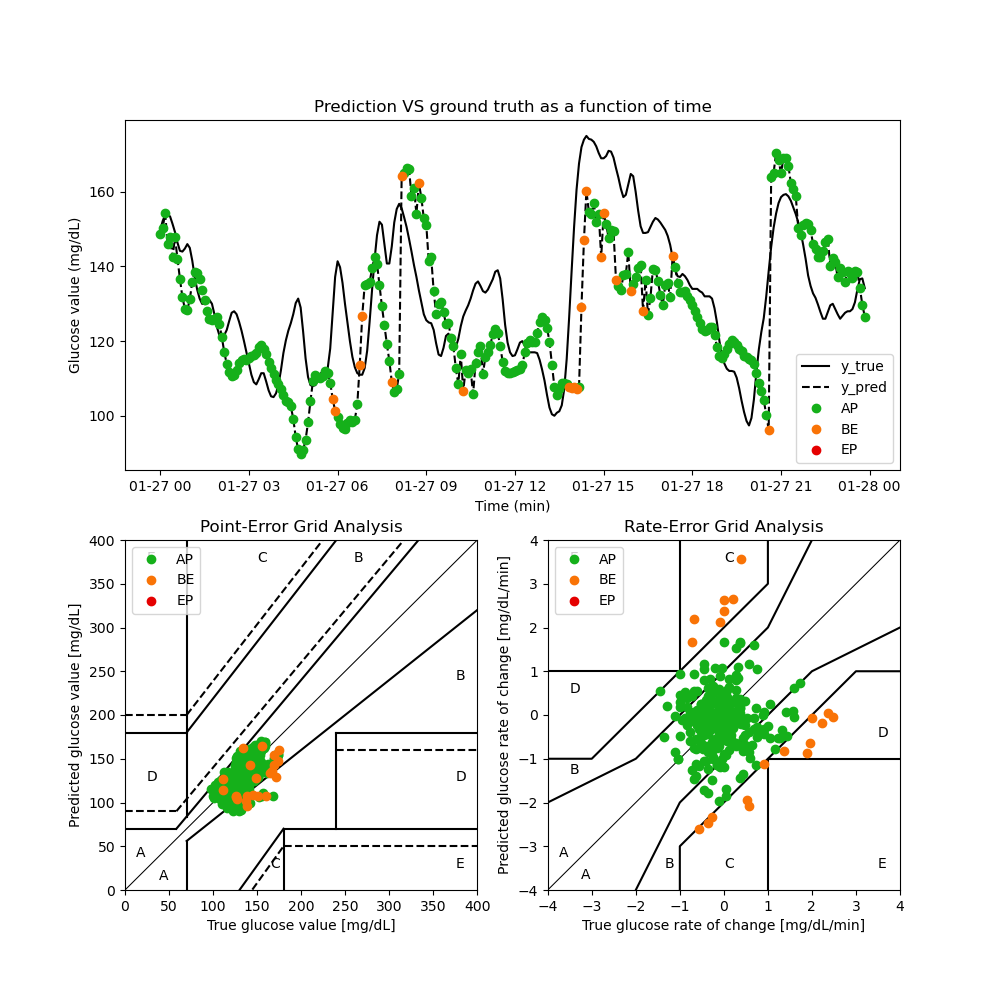 Prediction VS ground truth as a function of time
Glucose value (mg/dL)
160
140
120
100
y_true
y_pred
AP
BE
EP
01-27 00 01-27 03 01-27 06 01-27 09 01-27 12 01-27 15 01-27 18 01-27 21 01-28 00
Time (min)
Point-Error Grid Analysis
Predicted glucose value [mg/dL]
400
350
300
250
200
150
100
50
0
AP
BE
EP
C B
B
D D
A
A C E
0 50 100 150 200 250 300 350 400
True glucose value [mg/dL]
Rate-Error Grid Analysis
Predicted glucose rate of change [mg/dL/min]
4
3
2
1
0
−1
−2
−3
−4
AP
BE
EP
C
D
D
B
A
A B C E
−4 −3 −2 −1 0 1 2 3 4
True glucose rate of change [mg/dL/min]